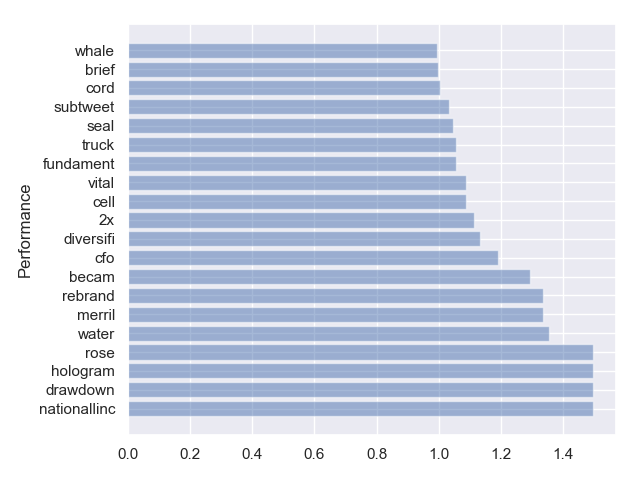 whale
brief
cord
subtweet
seal
truck
fundament
vital
cell
2x
diversifi
cfo
becam
rebrand
merril
water
rose
hologram
drawdown
nationallinc
Performance
0.0 0.2 0.4 0.6 0.8 1.0 1.2 1.4